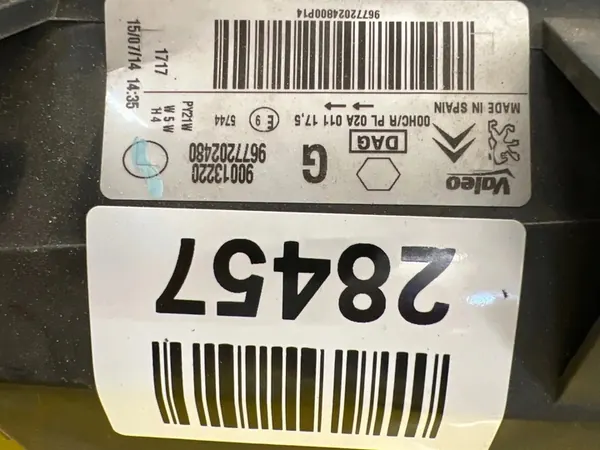 28457
Valeo
G
90013220
9677202480
DAG
00HC/R PL 02A 011 17,5
E 9
5744
PY21W
W5W
H4
MADE IN SPAIN
1717
15/07/14 14:35
96772024800P14